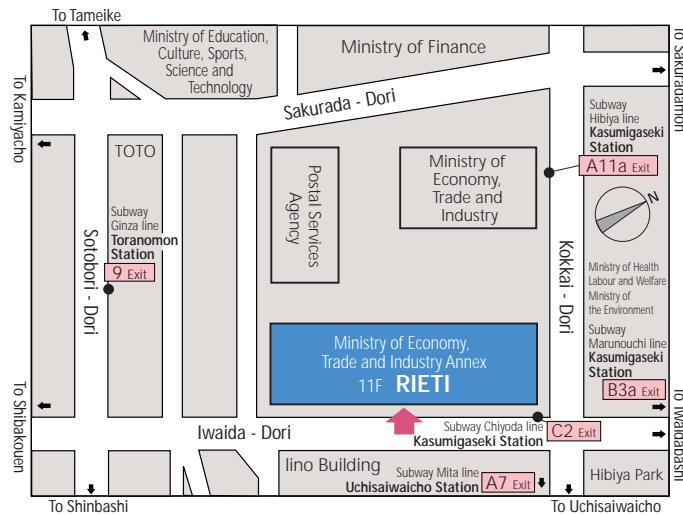 To Tameike
Ministry of Education,
Culture, Sports,
Science and
Technology
Ministry of Finance
To Sakuradamon
To Kamiyacho
Sakurada - Dori
Subway
Hibiya line
Kasumigaseki
Station
A11a Exit
TOTO
Postal Services
Agency
Ministry of
Economy,
Trade and
Industry
N
Subway
Ginza line
Toranomon
Station
9 Exit
Sotobori - Dori
Kokkai - Dori
Ministry of Health
Labour and Welfare
Ministry of
the Environment
Subway
Marunouchi line
Kasumigaseki
Station
B3a Exit
Ministry of Economy,
Trade and Industry Annex
11F RIETI
To Shibakouen
To Iwaidabashi
Iwaida - Dori
Subway Chiyoda line
Kasumigaseki Station
C2 Exit
Iino Building
Subway Mita line
Uchisaiwaicho Station
A7 Exit
Hibiya Park
To Shinbashi
To Uchisaiwaicho